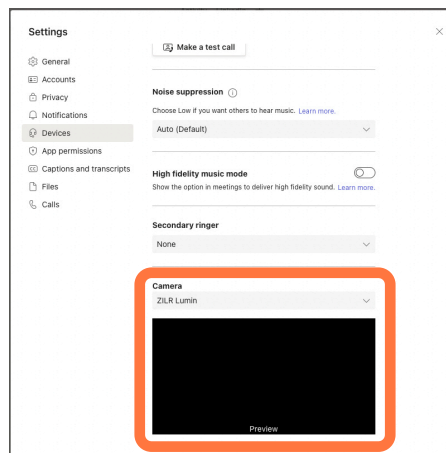 Settings
Make a test call
General
Accounts
Privacy
Notifications
Devices
App permissions
Captions and transcripts
Files
Calls
Noise suppression
Choose Low if you want others to hear music. Learn more.
Auto (Default)
High fidelity music mode
Show the option in meetings to deliver high fidelity sound. Learn more.
Secondary ringer
None
Camera
ZILR Lumin
Preview